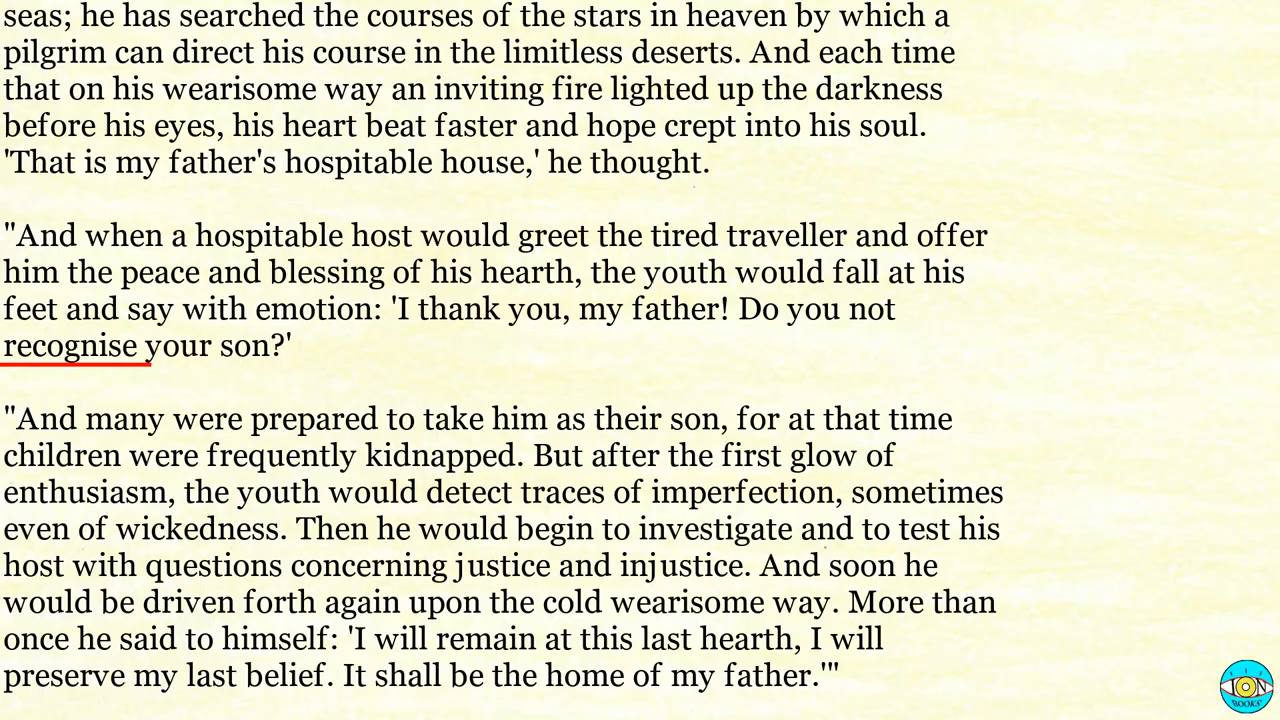 seas; he has searched the courses of the stars in heaven by which a
pilgrim can direct his course in the limitless deserts. And each time
that on his wearisome way an inviting fire lighted up the darkness
before his eyes, his heart beat faster and hope crept into his soul.
'That is my father's hospitable house,' he thought.
"And when a hospitable host would greet the tired traveller and offer
him the peace and blessing of his hearth, the youth would fall at his
feet and say with emotion: 'I thank you, my father! Do you not
recognise your son?'
"And many were prepared to take him as their son, for at that time
children were frequently kidnapped. But after the first glow of
enthusiasm, the youth would detect traces of imperfection, sometimes
even of wickedness. Then he would begin to investigate and to test his
host with questions concerning justice and injustice. And soon he
would be driven forth again upon the cold wearisome way. More than
once he said to himself: 'I will remain at this last hearth, I will
preserve my last belief. It shall be the home of my father.'"
ION
BOOKS